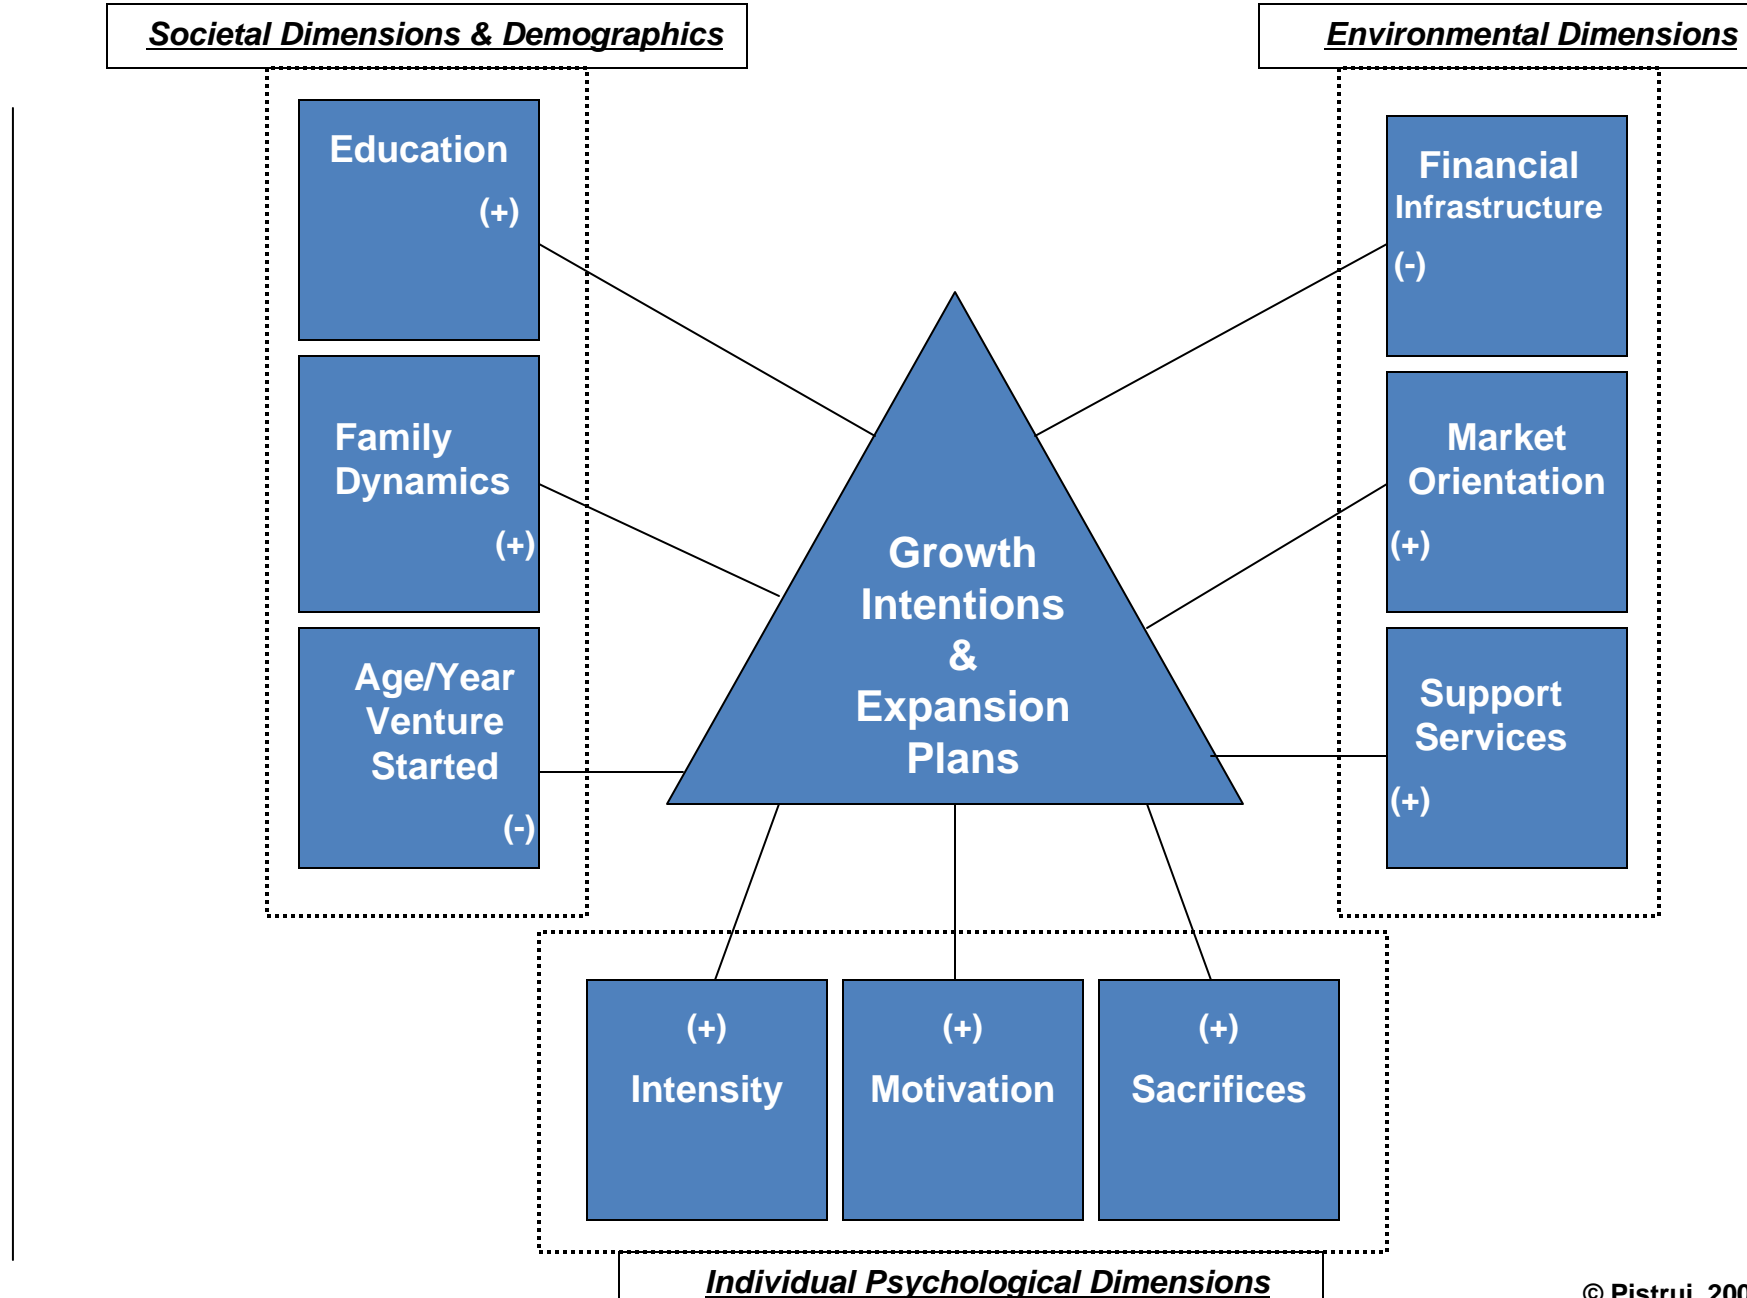 Societal Dimensions & Demographics
Environmental Dimensions
Education
(+)
Family
Dynamics
(+)
Age/Year
Venture
Started
(-)
Financial
Infrastructure
(-)
Market
Orientation
(+)
Support
Services
(+)
Growth
Intentions
&
Expansion
Plans
(+)
Intensity
(+)
Motivation
(+)
Sacrifices
Individual Psychological Dimensions
© Pistrui, 200